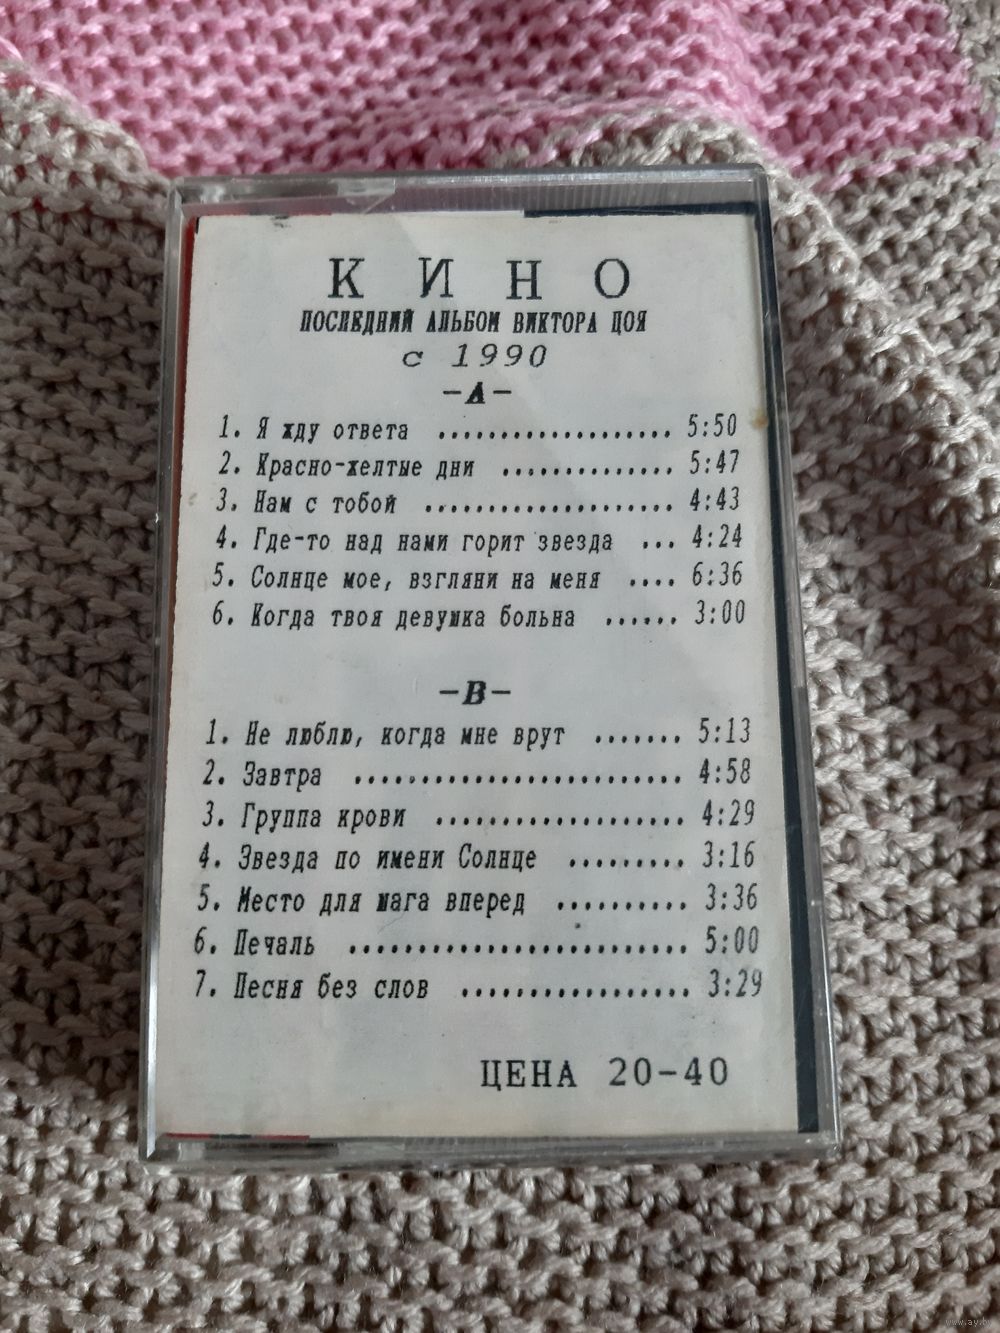 КИНО
ПОСЛЕДНИЙ АЛЬБОМ ВИКТОРА ЦОЯ
с 1990
-A-
1. Я жду ответа ................... 5:50
2. Красно-желтые дни .............. 5:47
3. Нам с тобой .................... 4:43
4. Где-то над нами горит звезда ... 4:24
5. Солнце мое, взгляни на меня .... 6:36
6. Когда твоя девушка больна ...... 3:00
-B-
1. Не люблю, когда мне врут ....... 5:13
2. Завтра ........................ 4:58
3. Группа крови .................. 4:29
4. Звезда по имени Солнце ......... 3:16
5. Место для шага вперед .......... 3:36
6. Печаль ......................... 5:00
7. Песня без слов ................. 3:29
ЦЕНА 20-40
www.ay.by